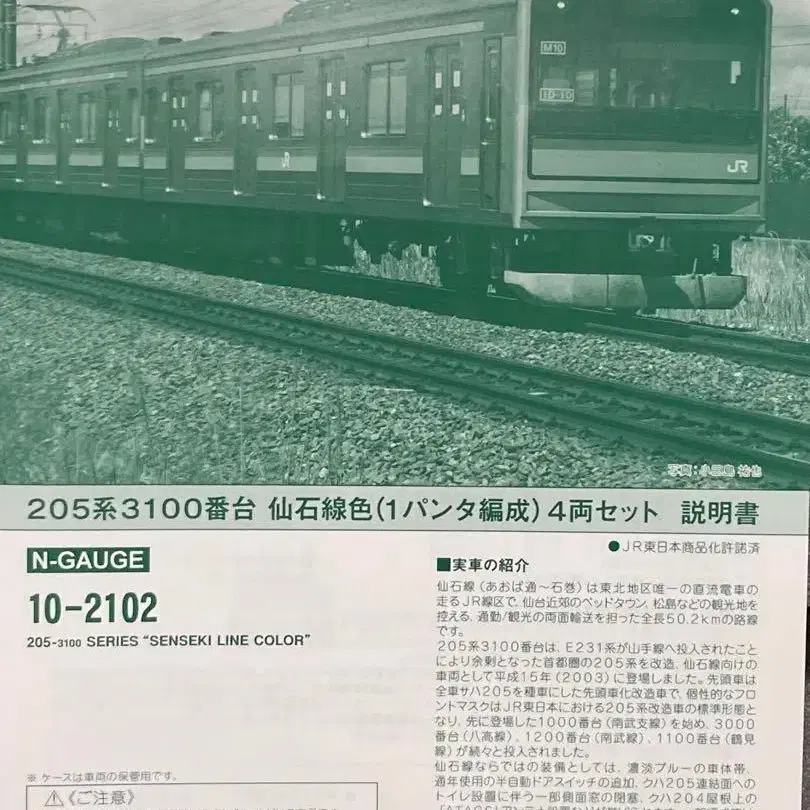 M10
JR
JR
写真:小三島 祐也
205系3100番台 仙石線色(1パンタ編成)4両セット 説明書
●JR東日本商品化許諾済
N-GAUGE
10-2102
205-3100 SERIES “SENSEKI LINE COLOR”
※ ケースは車両の保管用です。
⚠《ご注意》
■実車の紹介
仙石線(あおば通~石巻)は東北地区唯一の直流電車の
走るJR線区で、仙台近郊のベッドタウン、松島などの観光地を
控える、通勤/観光の両面輸送を担った全長50.2kmの路線
です。
205系3100番台は、E231系が山手線へ投入されたこと
により余剰となった首都圏の205系を改造、仙石線向けの
車両として平成15年(2003)に登場しました。先頭車は
全車サハ205を種車にした先頭車化改造車で、個性的なフロ
ントマスクはJR東日本における205系改造車の標準形態と
なり、先に登場した1000番台(南武支線)を始め、3000
番台(八高線)、1200番台(南武線)、1100番台(鶴見
線)が続々と投入されました。
仙石線ならではの装備としては、濃淡ブルーの車体帯、
通年使用の半自動ドアスイッチの追加、クハ205連結面への
トイレ設置に伴う一部側面窓の閉塞、クハ204屋根上の